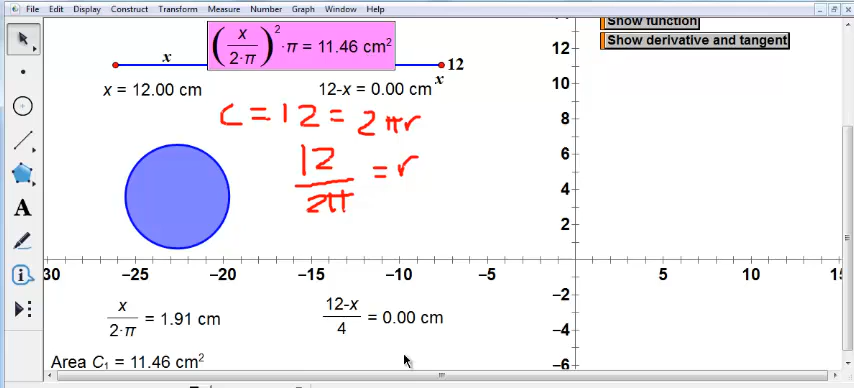 File Edit Display Construct Transform Measure Number Graph Window Help
(x/2·π)² ·π = 11.46 cm²
x
12
x
x = 12.00 cm
12-x = 0.00 cm
C = 12 = 2πr
12/2π = r
Show function
Show derivative and tangent
12
10
8
6
4
2
30 −25 −20 −15 −10 −5 5 10 15
−2
−4
−6
x/2·π = 1.91 cm
12-x/4 = 0.00 cm
Area C₁ = 11.46 cm²
A